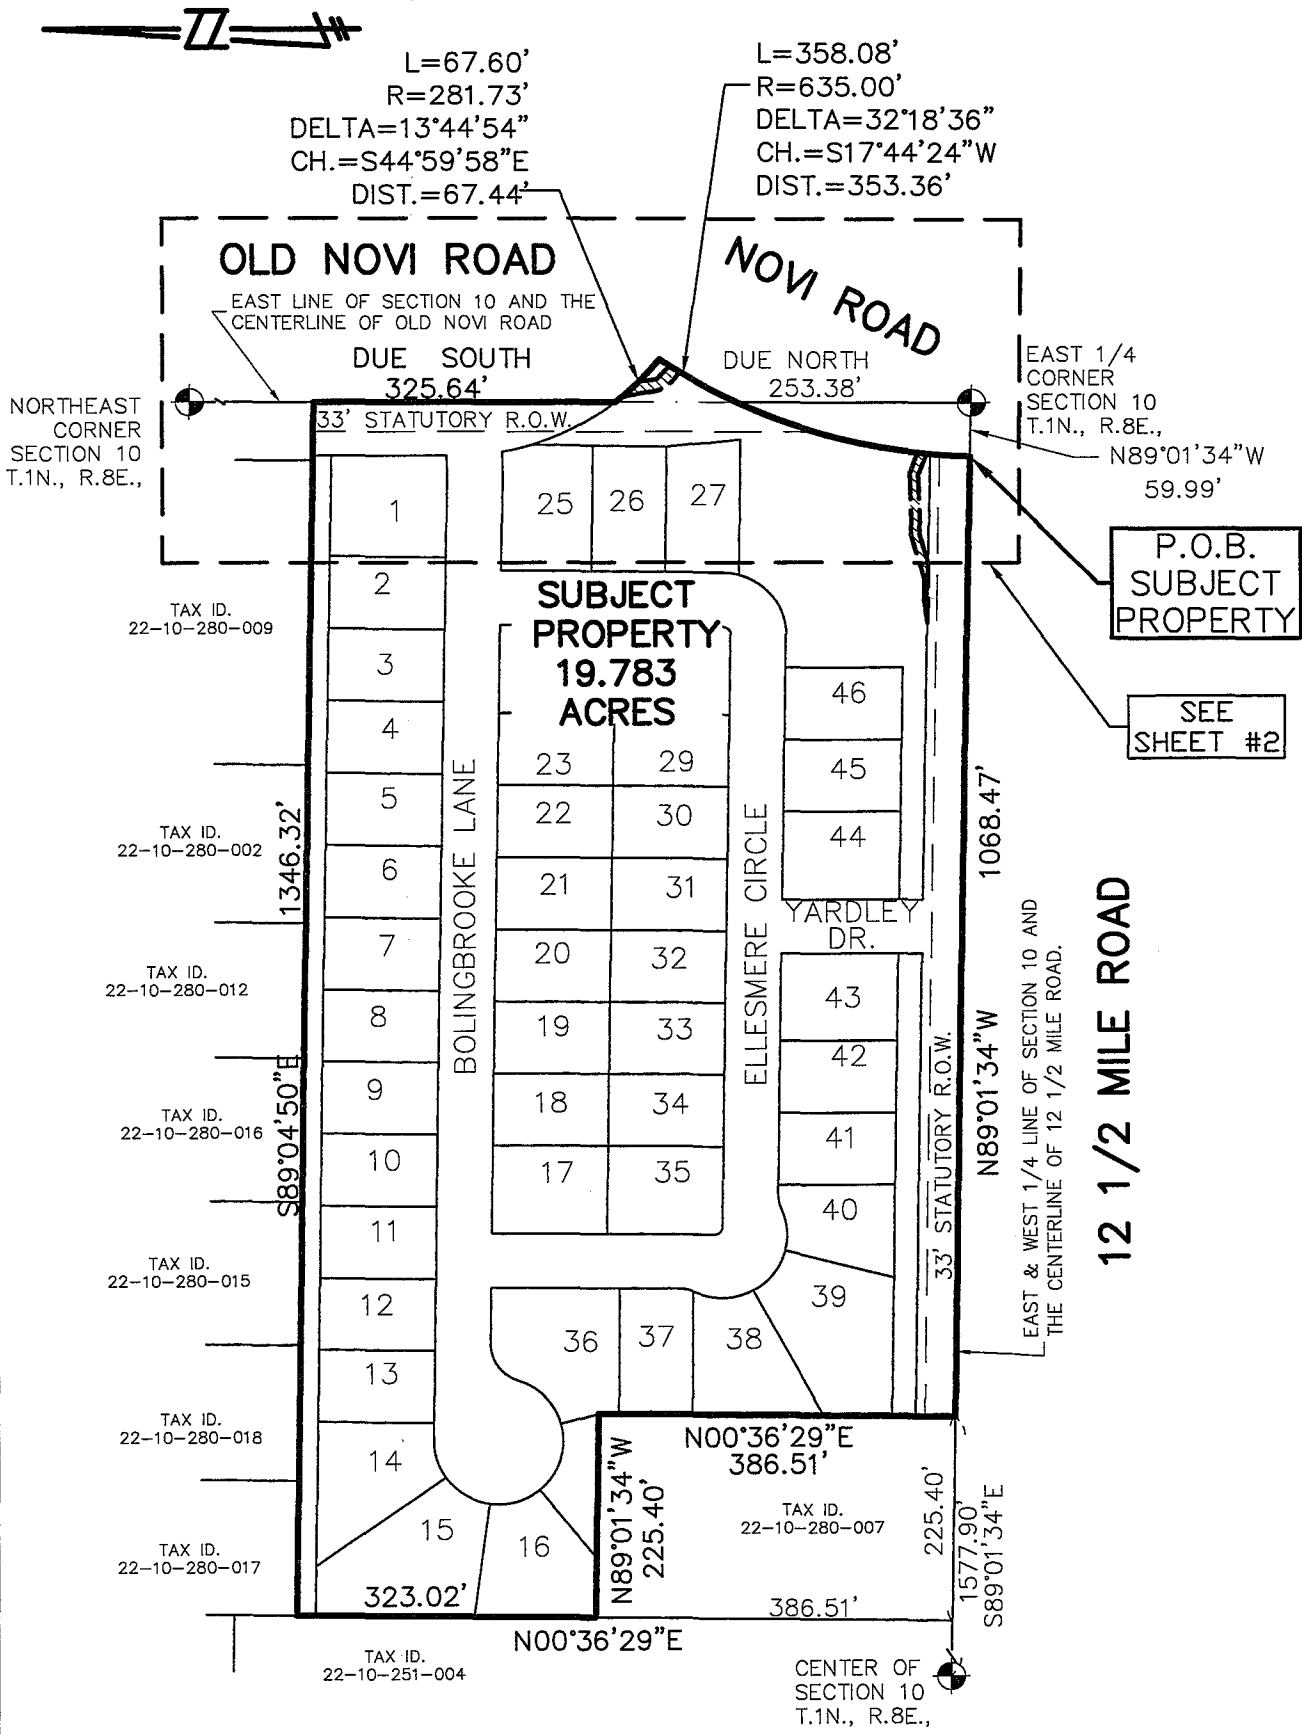 L=67.60'
R=281.73'
DELTA=13°44'54"
CH.=S44°59'58"E
DIST.=67.44'
L=358.08'
R=635.00'
DELTA=32°18'36"
CH.=S17°44'24"W
DIST.=353.36'
OLD NOVI ROAD
NOVI ROAD
EAST LINE OF SECTION 10 AND THE
CENTERLINE OF OLD NOVI ROAD
DUE SOUTH
325.64'
DUE NORTH
253.38'
EAST 1/4
CORNER
SECTION 10
T.1N., R.8E.,
NORTHEAST
CORNER
SECTION 10
T.1N., R.8E.,
33' STATUTORY R.O.W.
N89°01'34"W
59.99'
P.O.B.
SUBJECT
PROPERTY
SEE
SHEET #2
1
25
26
27
2
SUBJECT
PROPERTY
19.783
ACRES
TAX ID.
22-10-280-009
3
46
4
23
29
45
5
22
30
44
TAX ID.
22-10-280-002
1346.32'
1068.47'
6
21
31
BOLINGBROOKE LANE
ELLESMERE CIRCLE
YARDLEY
DR.
7
20
32
TAX ID.
22-10-280-012
43
8
19
33
42
12 1/2 MILE ROAD
EAST & WEST 1/4 LINE OF SECTION 10 AND
THE CENTERLINE OF 12 1/2 MILE ROAD.
N89°01'34"W
33' STATUTORY R.O.W.
S89°04'50"E
9
18
34
41
TAX ID.
22-10-280-016
10
17
35
40
11
TAX ID.
22-10-280-015
12
39
36
37
38
13
TAX ID.
22-10-280-018
14
N00°36'29"E
386.51'
N89°01'34"W
225.40'
TAX ID.
22-10-280-007
225.40'
1577.90'
S89°01'34"E
15
16
TAX ID.
22-10-280-017
323.02'
386.51'
N00°36'29"E
TAX ID.
22-10-251-004
CENTER OF
SECTION 10
T.1N., R.8E.,